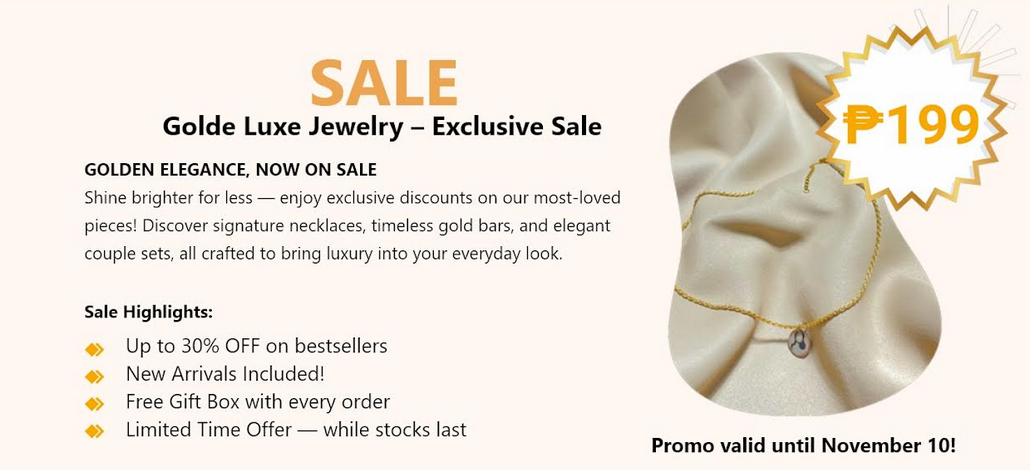 SALE
Golde Luxe Jewelry – Exclusive Sale
GOLDEN ELEGANCE, NOW ON SALE
Shine brighter for less — enjoy exclusive discounts on our most-loved
pieces! Discover signature necklaces, timeless gold bars, and elegant
couple sets, all crafted to bring luxury into your everyday look.
Sale Highlights:
Up to 30% OFF on bestsellers
New Arrivals Included!
Free Gift Box with every order
Limited Time Offer — while stocks last
₱199
Promo valid until November 10!